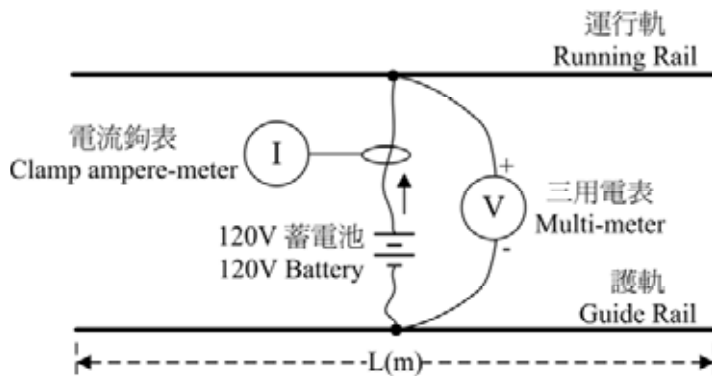 運行軌
Running Rail
電流鉤表
Clamp ampere-meter
I
+
V
-
三用電表
Multi-meter
120V 蓄電池
120V Battery
護軌
Guide Rail
L(m)